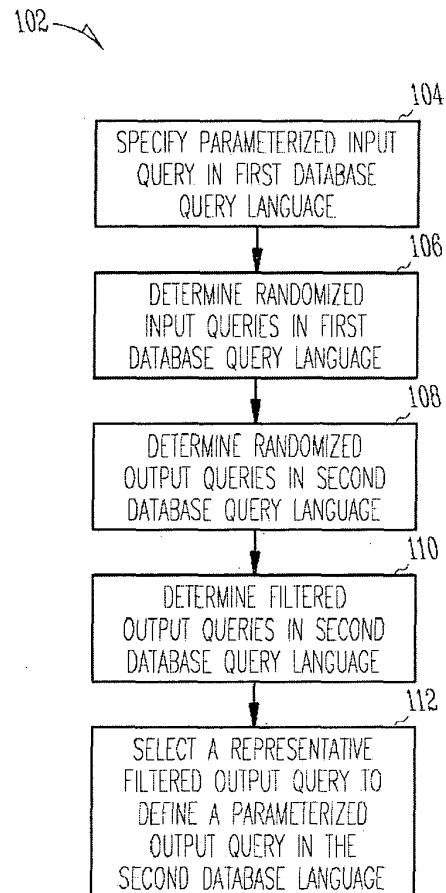 102
104
SPECIFY PARAMETERIZED INPUT
QUERY IN FIRST DATABASE
QUERY LANGUAGE
106
DETERMINE RANDOMIZED
INPUT QUERIES IN FIRST
DATABASE QUERY LANGUAGE
108
DETERMINE RANDOMIZED
OUTPUT QUERIES IN SECOND
DATABASE QUERY LANGUAGE
110
DETERMINE FILTERED
OUTPUT QUERIES IN SECOND
DATABASE QUERY LANGUAGE
112
SELECT A REPRESENTATIVE
FILTERED OUTPUT QUERY TO
DEFINE A PARAMETERIZED
OUTPUT QUERY IN THE
SECOND DATABASE LANGUAGE